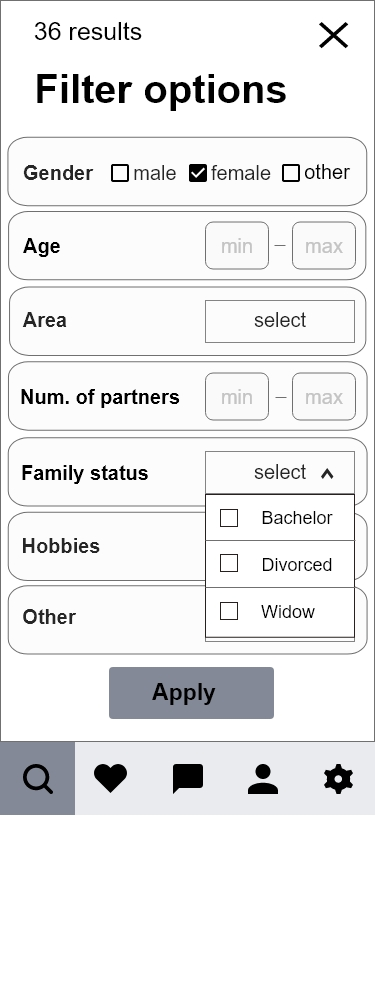 36 results
Filter options
Gender male female other
Age min – max
Area select
Num. of partners min – max
Family status select
Bachelor
Hobbies
Divorced
Other
Widow
Apply